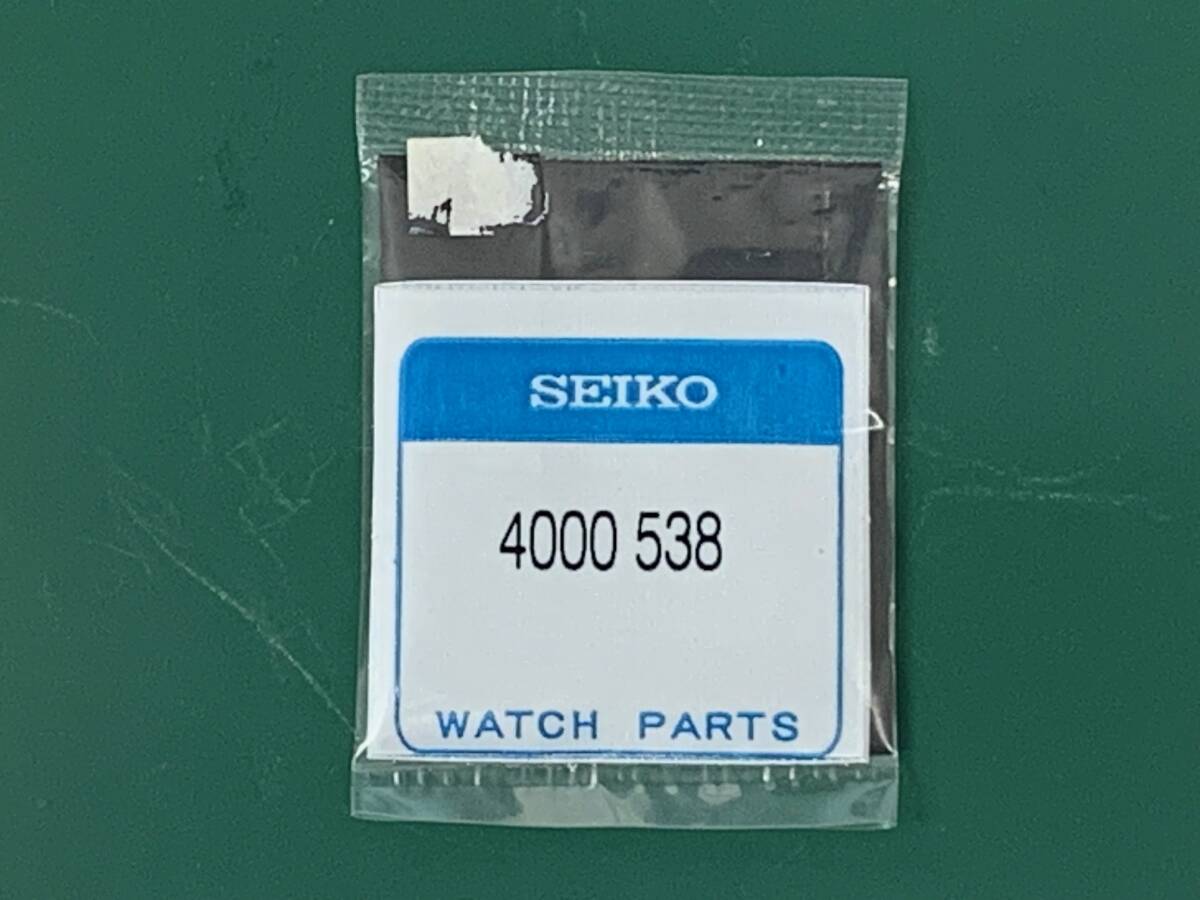 SEIKO
4000 538
WATCH PARTS